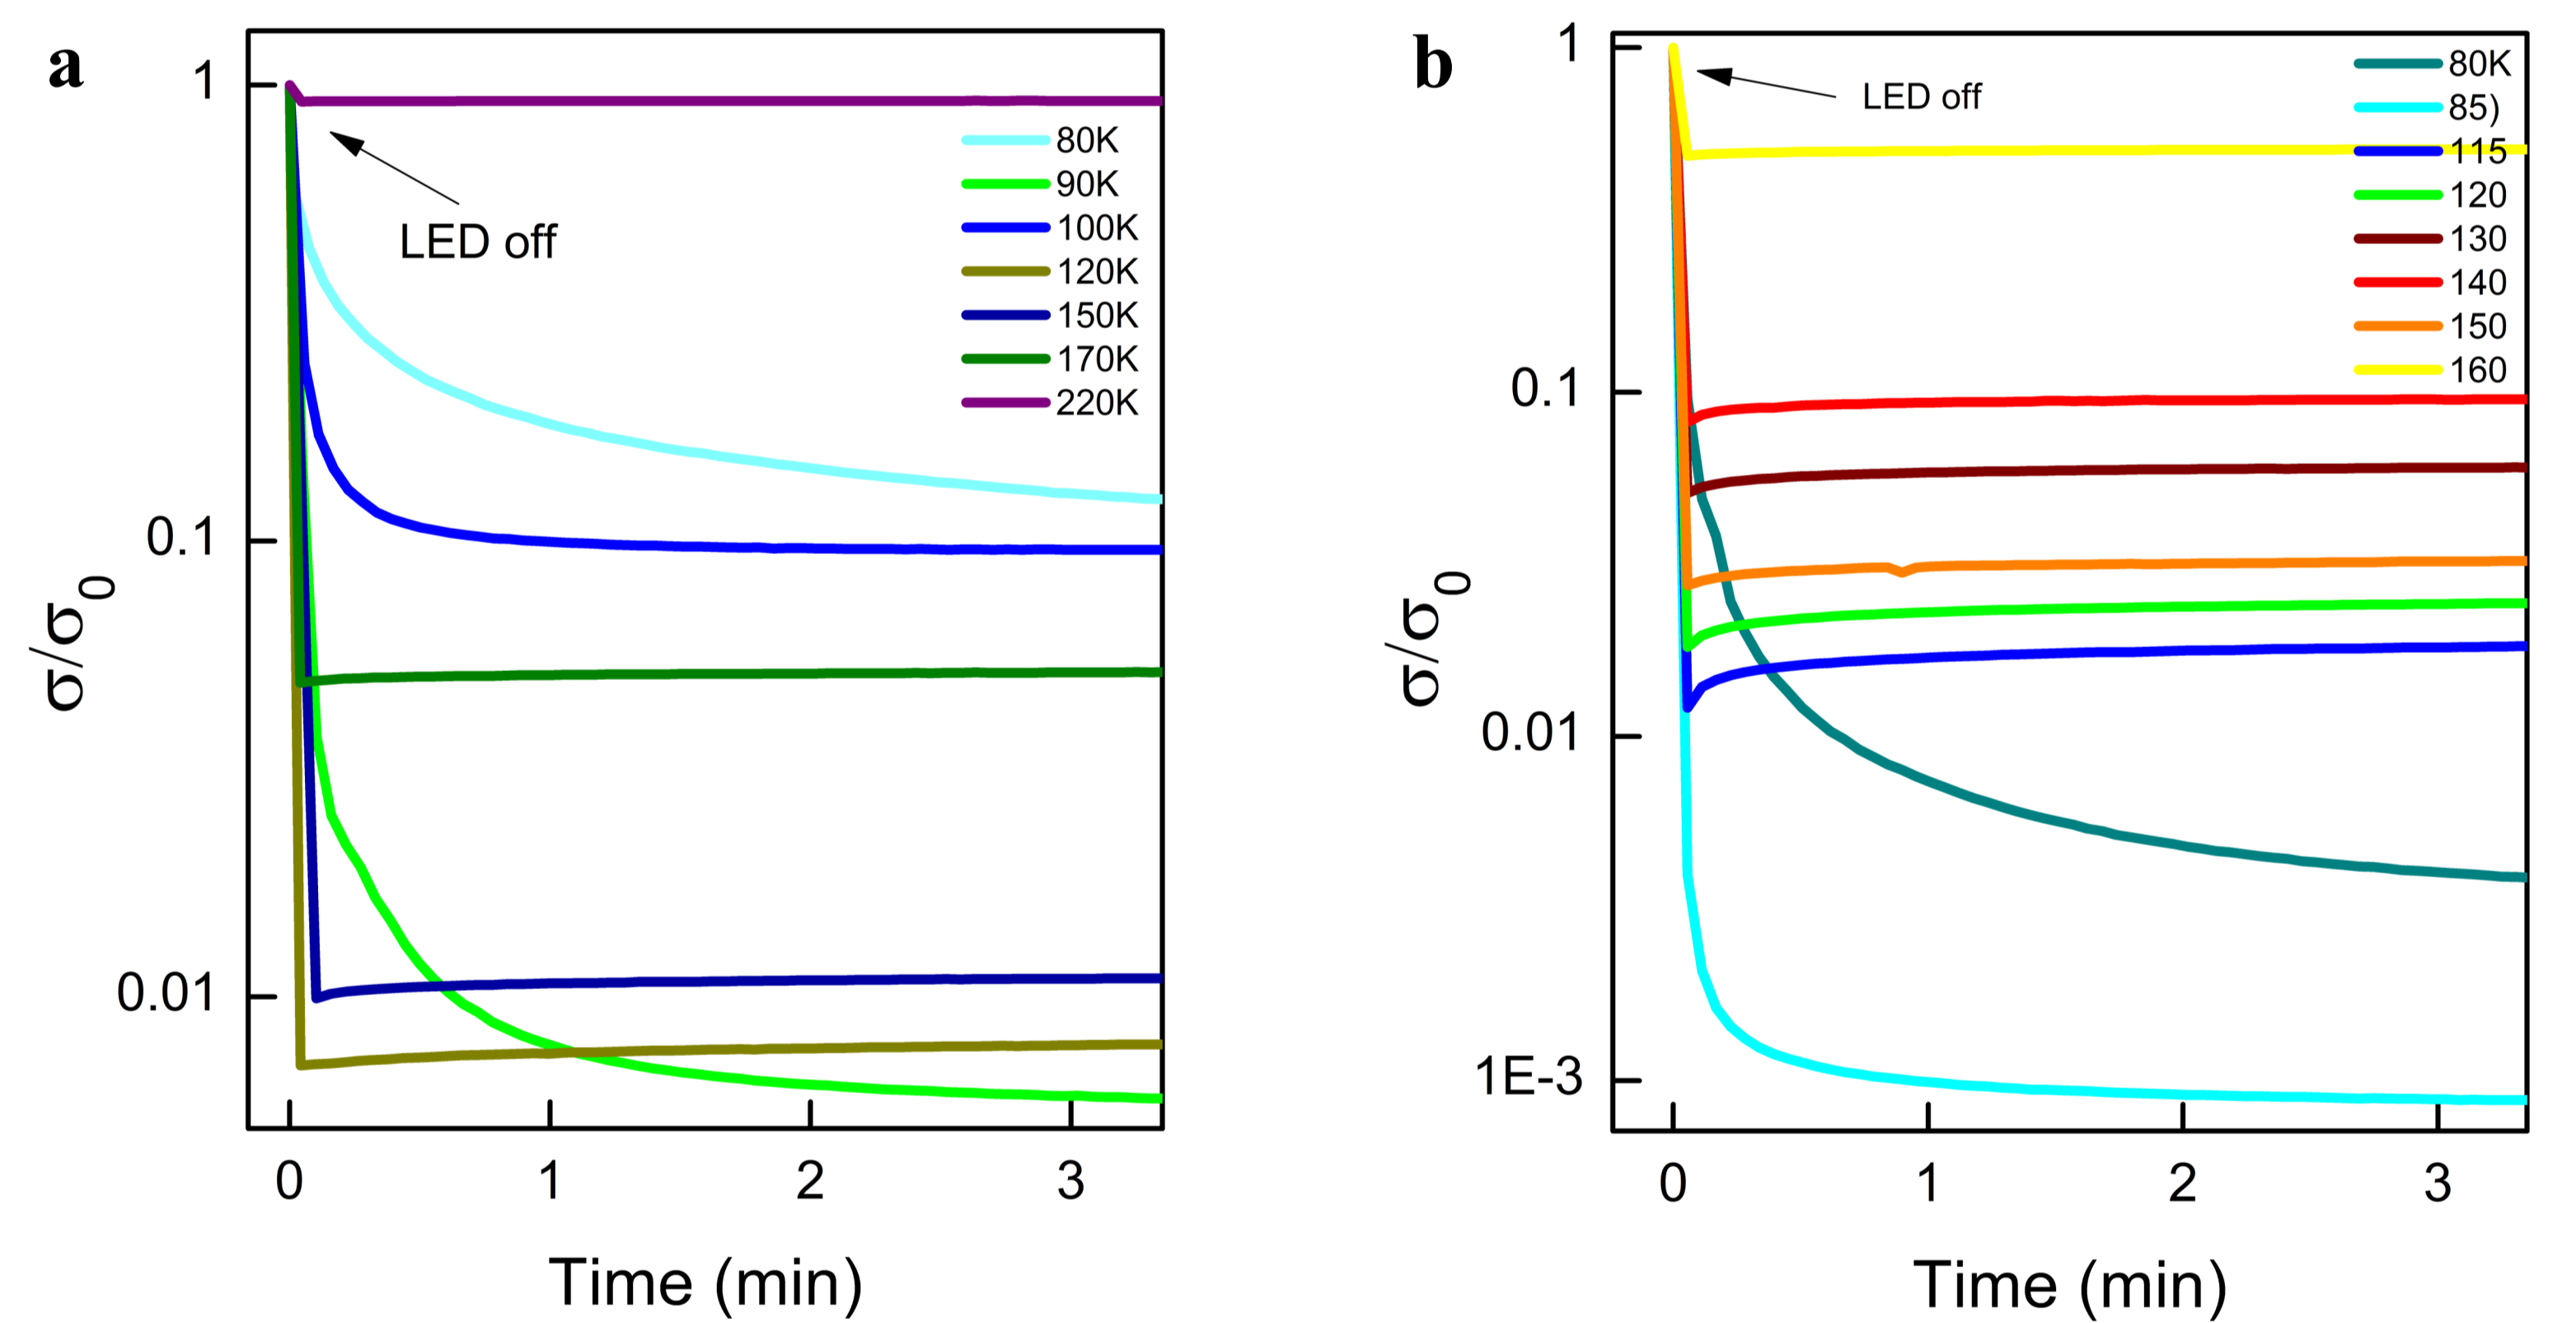 a
1
0.1
0.01
σ/σ0
LED off
80K
90K
100K
120K
150K
170K
220K
0 1 2 3
Time (min)
b
1
0.1
0.01
1E-3
σ/σ0
LED off
80K
85)
115
120
130
140
150
160
0 1 2 3
Time (min)